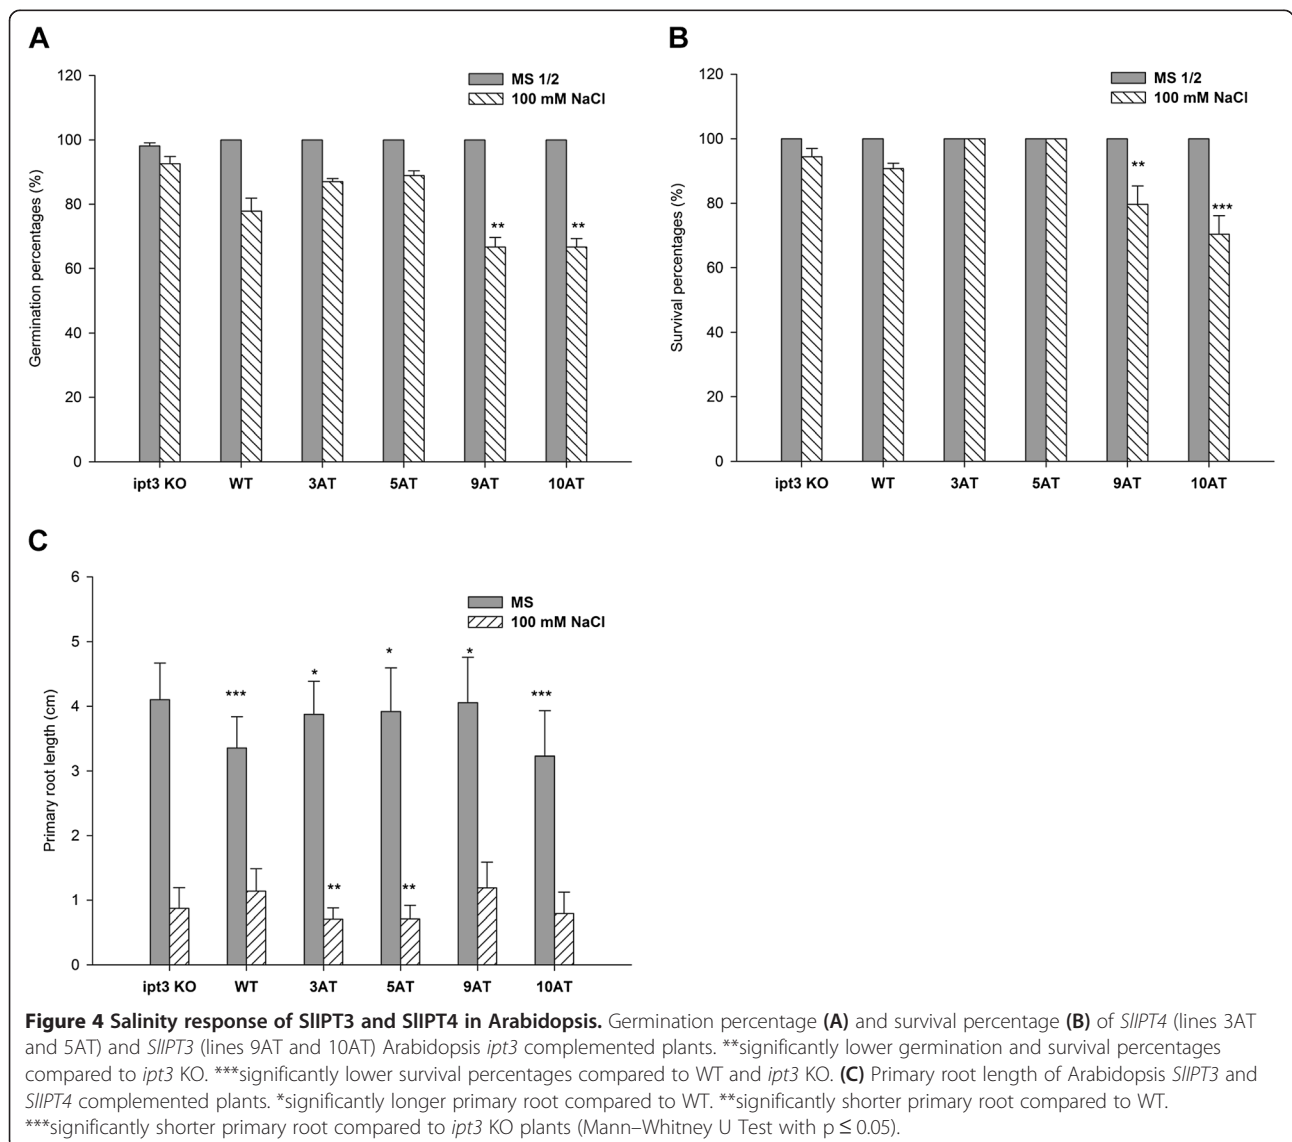 A
MS 1/2
100 mM NaCl
Germination percentages (%)
120
100
80
60
40
20
0
ipt3 KO WT 3AT 5AT 9AT 10AT
** **
B
MS 1/2
100 mM NaCl
Survival percentages (%)
120
100
80
60
40
20
0
ipt3 KO WT 3AT 5AT 9AT 10AT
** ***
C
MS
100 mM NaCl
Primary root length (cm)
6
5
4
3
2
1
0
*** * * * ***
** **
ipt3 KO WT 3AT 5AT 9AT 10AT
Figure 4 Salinity response of SlIPT3 and SlIPT4 in Arabidopsis. Germination percentage (A) and survival percentage (B) of SlIPT4 (lines 3AT
and 5AT) and SlIPT3 (lines 9AT and 10AT) Arabidopsis ipt3 complemented plants. **significantly lower germination and survival percentages
compared to ipt3 KO. ***significantly lower survival percentages compared to WT and ipt3 KO. (C) Primary root length of Arabidopsis SlIPT3 and
SlIPT4 complemented plants. *significantly longer primary root compared to WT. **significantly shorter primary root compared to WT.
***significantly shorter primary root compared to ipt3 KO plants (Mann–Whitney U Test with p ≤ 0.05).